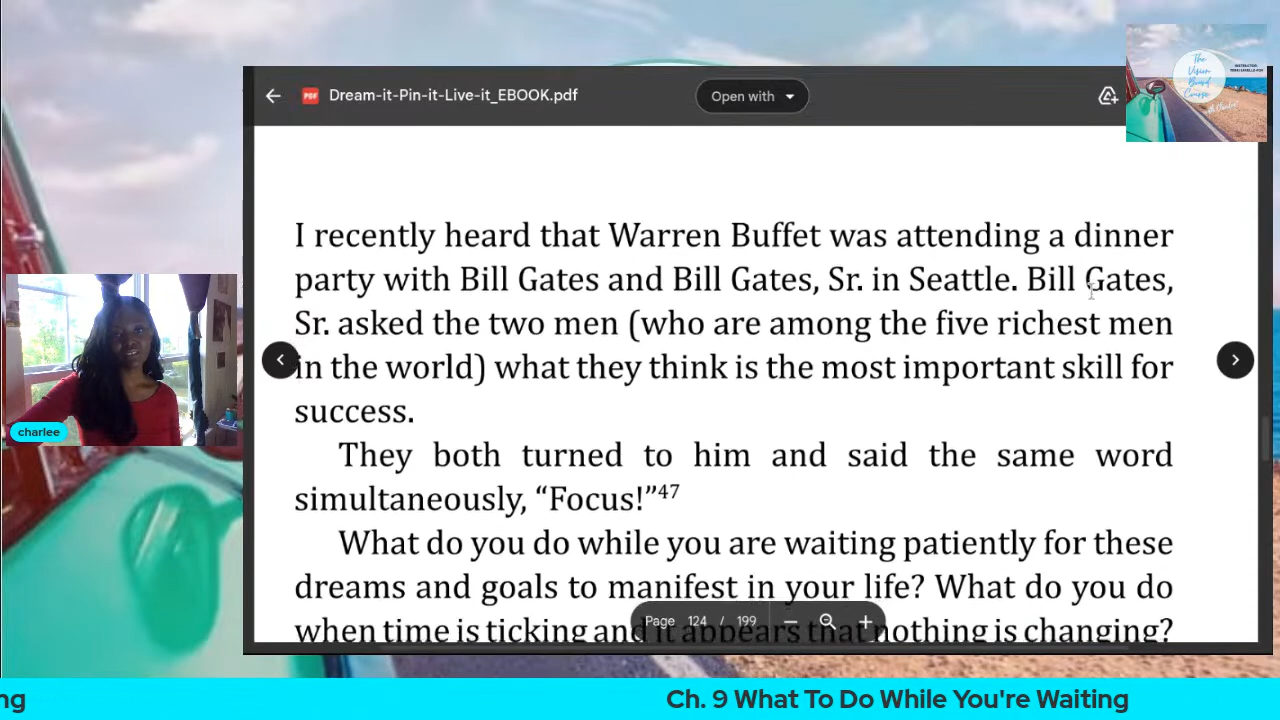 PDF Dream-it-Pin-it-Live-it_EBOOK.pdf
Open with
The
Vision
Board
Course
I recently heard that Warren Buffet was attending a dinner
party with Bill Gates and Bill Gates, Sr. in Seattle. Bill Gates,
Sr. asked the two men (who are among the five richest men
in the world) what they think is the most important skill for
success.
They both turned to him and said the same word
simultaneously, “Focus!”47
What do you do while you are waiting patiently for these
dreams and goals to manifest in your life? What do you do
when time is ticking and it appears that nothing is changing?
Page 124 / 199
charlee
ng
Ch. 9 What To Do While You're Waiting